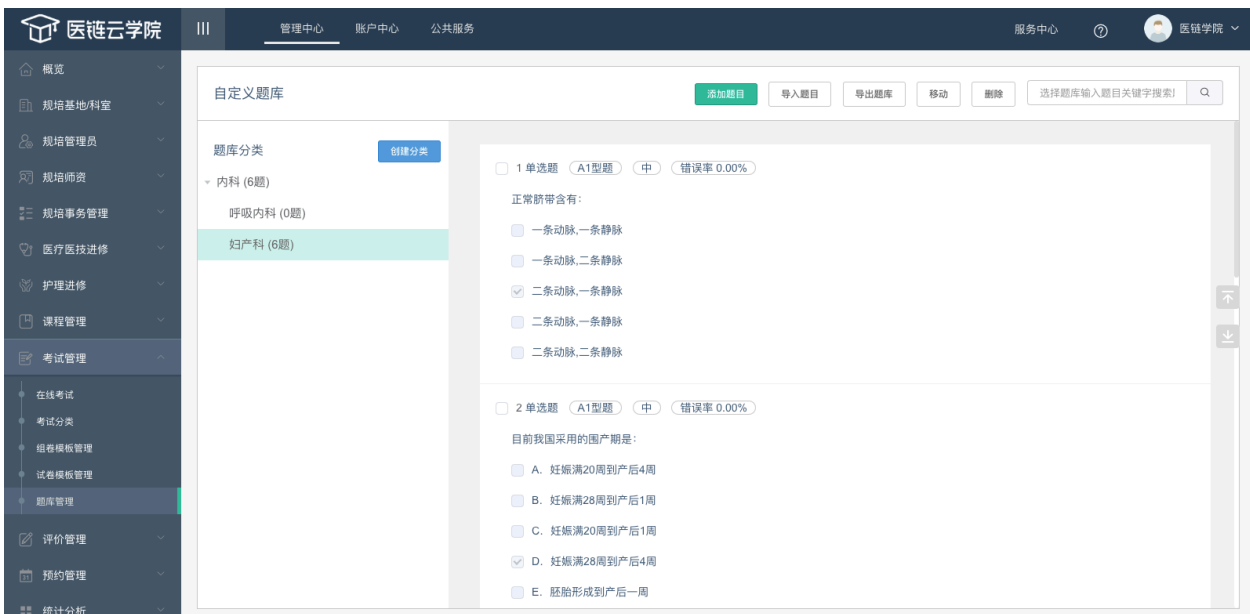 医链云学院
管理中心 账户中心 公共服务 服务中心 医链学院
概览
规培基地/科室
规培管理员
规培师资
规培事务管理
医疗医技进修
护理进修
课程管理
考试管理
在线考试
考试分类
组卷模板管理
试卷模板管理
题库管理
评价管理
预约管理
统计分析
自定义题库 添加题目 导入题目 导出题库 移动 删除 选择题库输入题目关键字搜索
题库分类 创建分类
内科 (6题)
呼吸内科 (0题)
妇产科 (6题)
1 单选题 A1型题 中 错误率 0.00%
正常脐带含有:
一条动脉,一条静脉
一条动脉,二条静脉
二条动脉,一条静脉
二条动脉,一条静脉
二条动脉,二条静脉
2 单选题 A1型题 中 错误率 0.00%
目前我国采用的围产期是:
A. 妊娠满20周到产后4周
B. 妊娠满28周到产后1周
C. 妊娠满20周到产后1周
D. 妊娠满28周到产后4周
E. 胚胎形成到产后一周